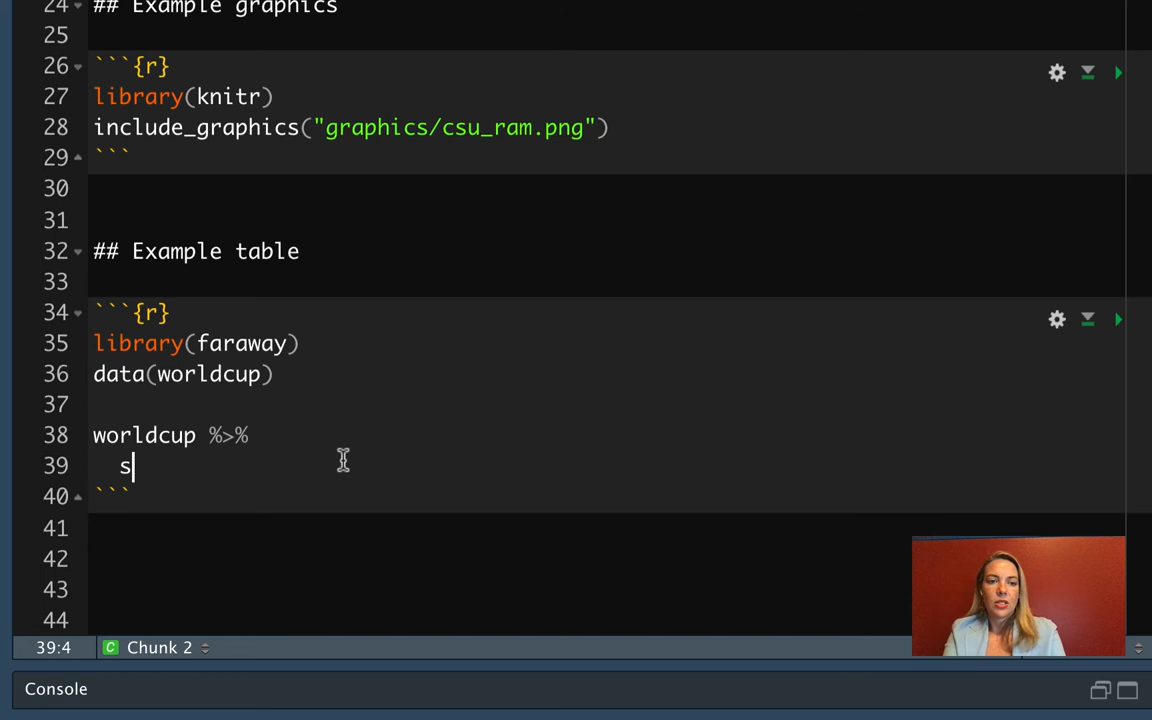 24 ## Example graphics
25
26 ```{r}
27 library(knitr)
28 include_graphics("graphics/csu_ram.png")
29 ```
30
31
32 ## Example table
33
34 ```{r}
35 library(faraway)
36 data(worldcup)
37
38 worldcup %>%
39   s
40 ```
41
42
43
44
39:4 C Chunk 2
Console